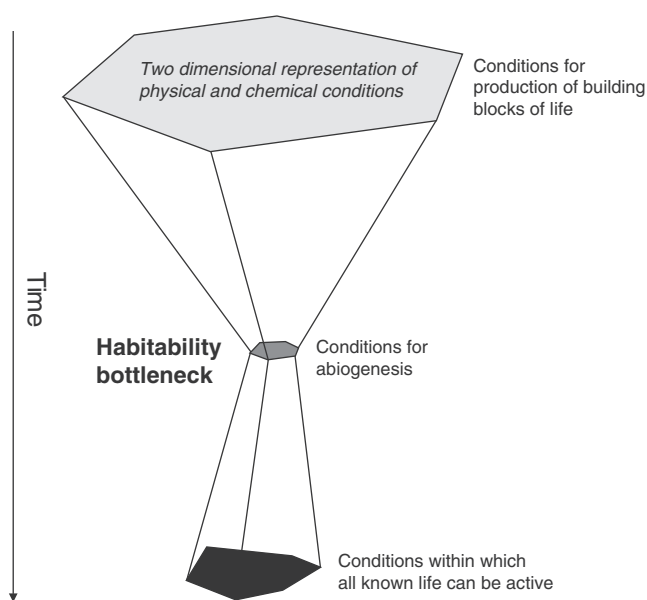 Two dimensional representation of
physical and chemical conditions
Conditions for
production of building
blocks of life
Time
Habitability
bottleneck
Conditions for
abiogenesis
Conditions within which
all known life can be active